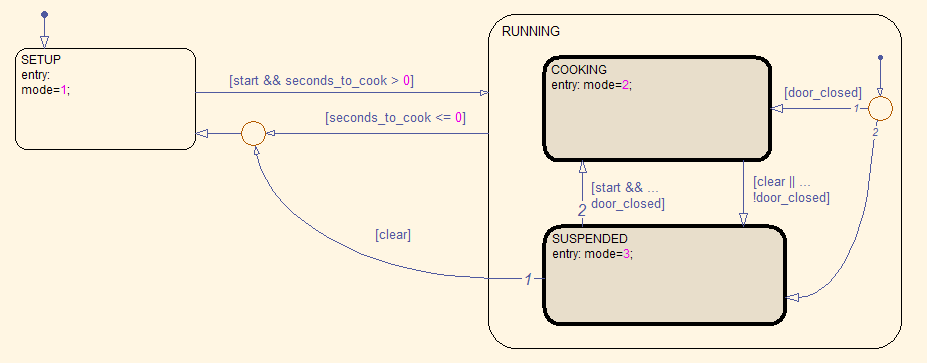 RUNNING
SETUP
entry:
mode=1;
[start && seconds_to_cook > 0]
[seconds_to_cook <= 0]
COOKING
entry: mode=2;
[door_closed]
1
2
[start && ...
door_closed]
2
[clear || ...
!door_closed]
[clear]
SUSPENDED
entry: mode=3;
1